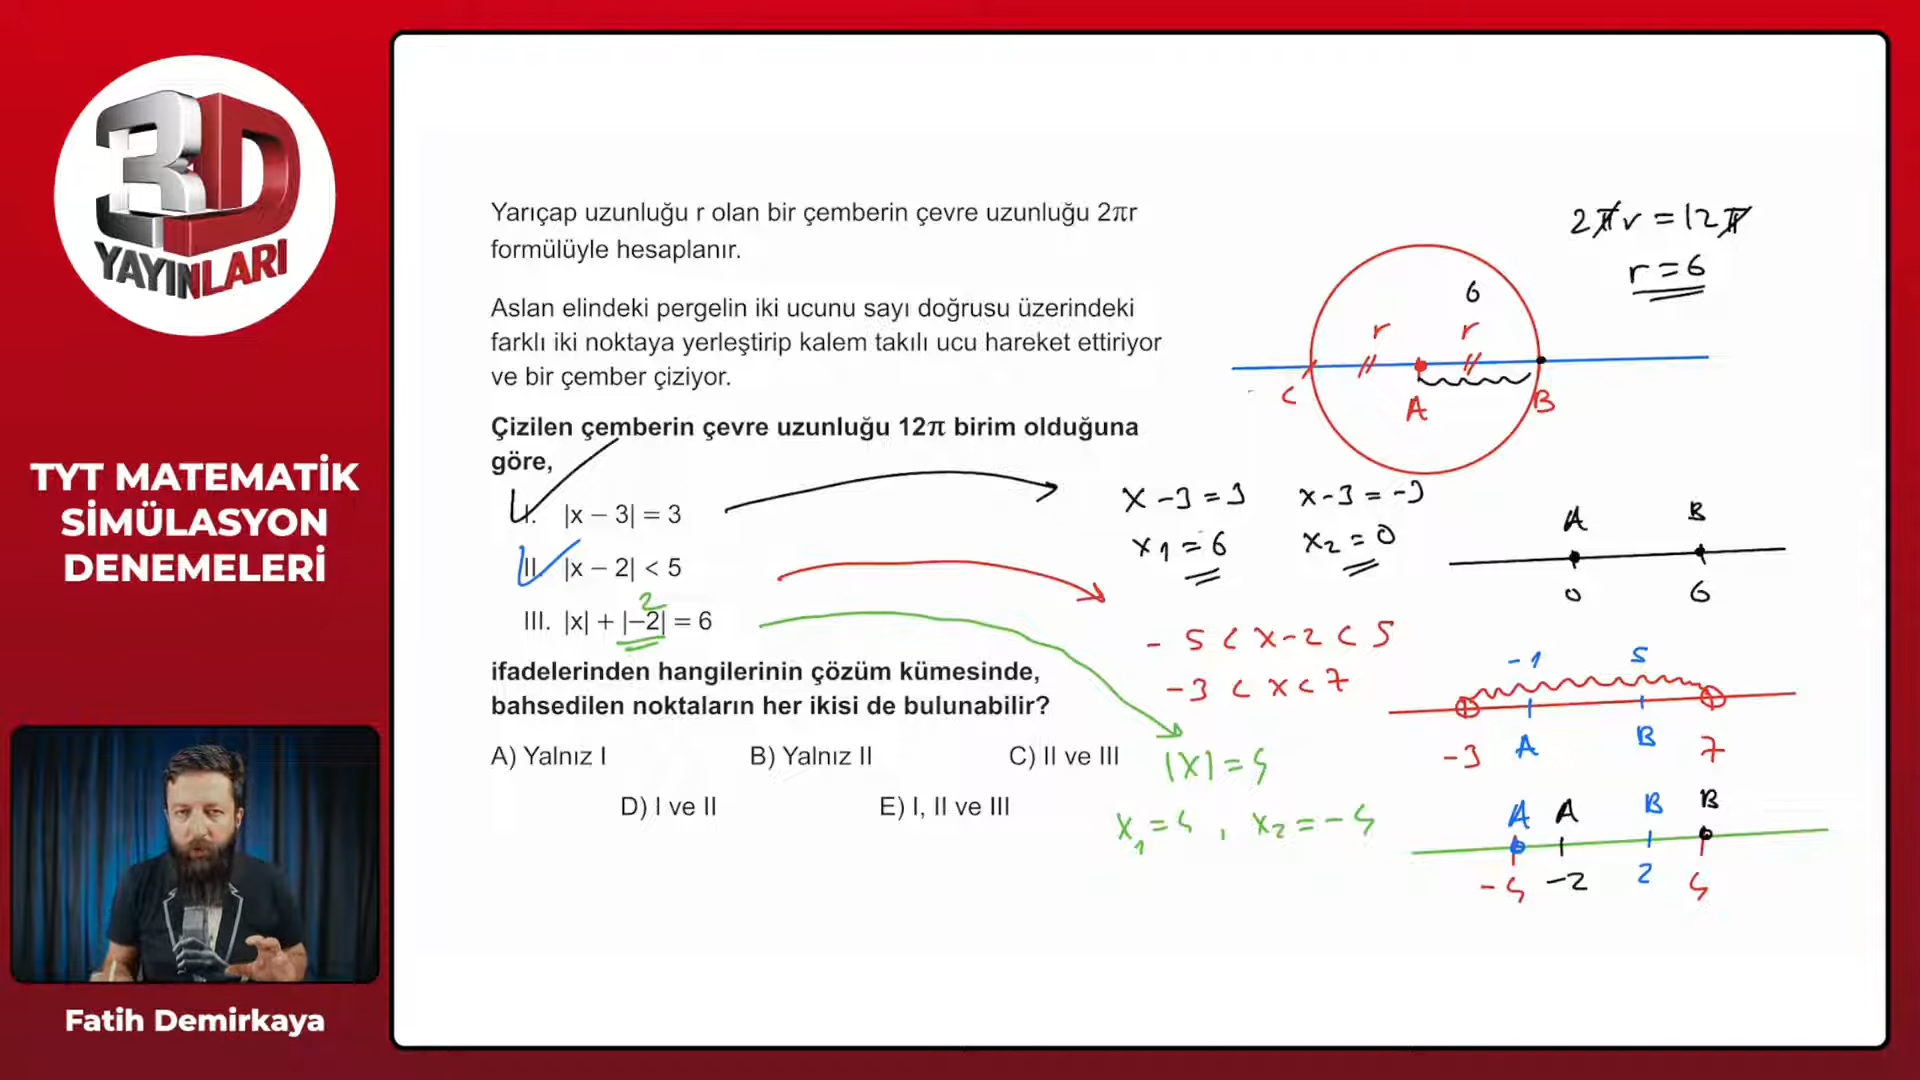 3D
YAYINLARI
TYT MATEMATİK
SİMÜLASYON
DENEMELERİ
Fatih Demirkaya
Yarıçap uzunluğu r olan bir çemberin çevre uzunluğu 2πr
formülüyle hesaplanır.
Aslan elindeki pergelin iki ucunu sayı doğrusu üzerindeki
farklı iki noktaya yerleştirip kalem takılı ucu hareket ettiriyor
ve bir çember çiziyor.
Çizilen çemberin çevre uzunluğu 12π birim olduğuna
göre,
I. |x − 3| = 3
II. |x − 2| < 5
2
III. |x| + |−2| = 6
ifadelerinden hangilerinin çözüm kümesinde,
bahsedilen noktaların her ikisi de bulunabilir?
A) Yalnız I B) Yalnız II C) II ve III
D) I ve II E) I, II ve III
2πr = 12π
r = 6
6
r r
C A B
x - 3 = 3 x - 3 = -3
x1 = 6 x2 = 0
A B
0 6
- 5 < x - 2 < 5
-3 < x < 7
-1 5
-3 A B 7
|x| = 4
x1 = 4 , x2 = -4
A A B B
-4 -2 2 4